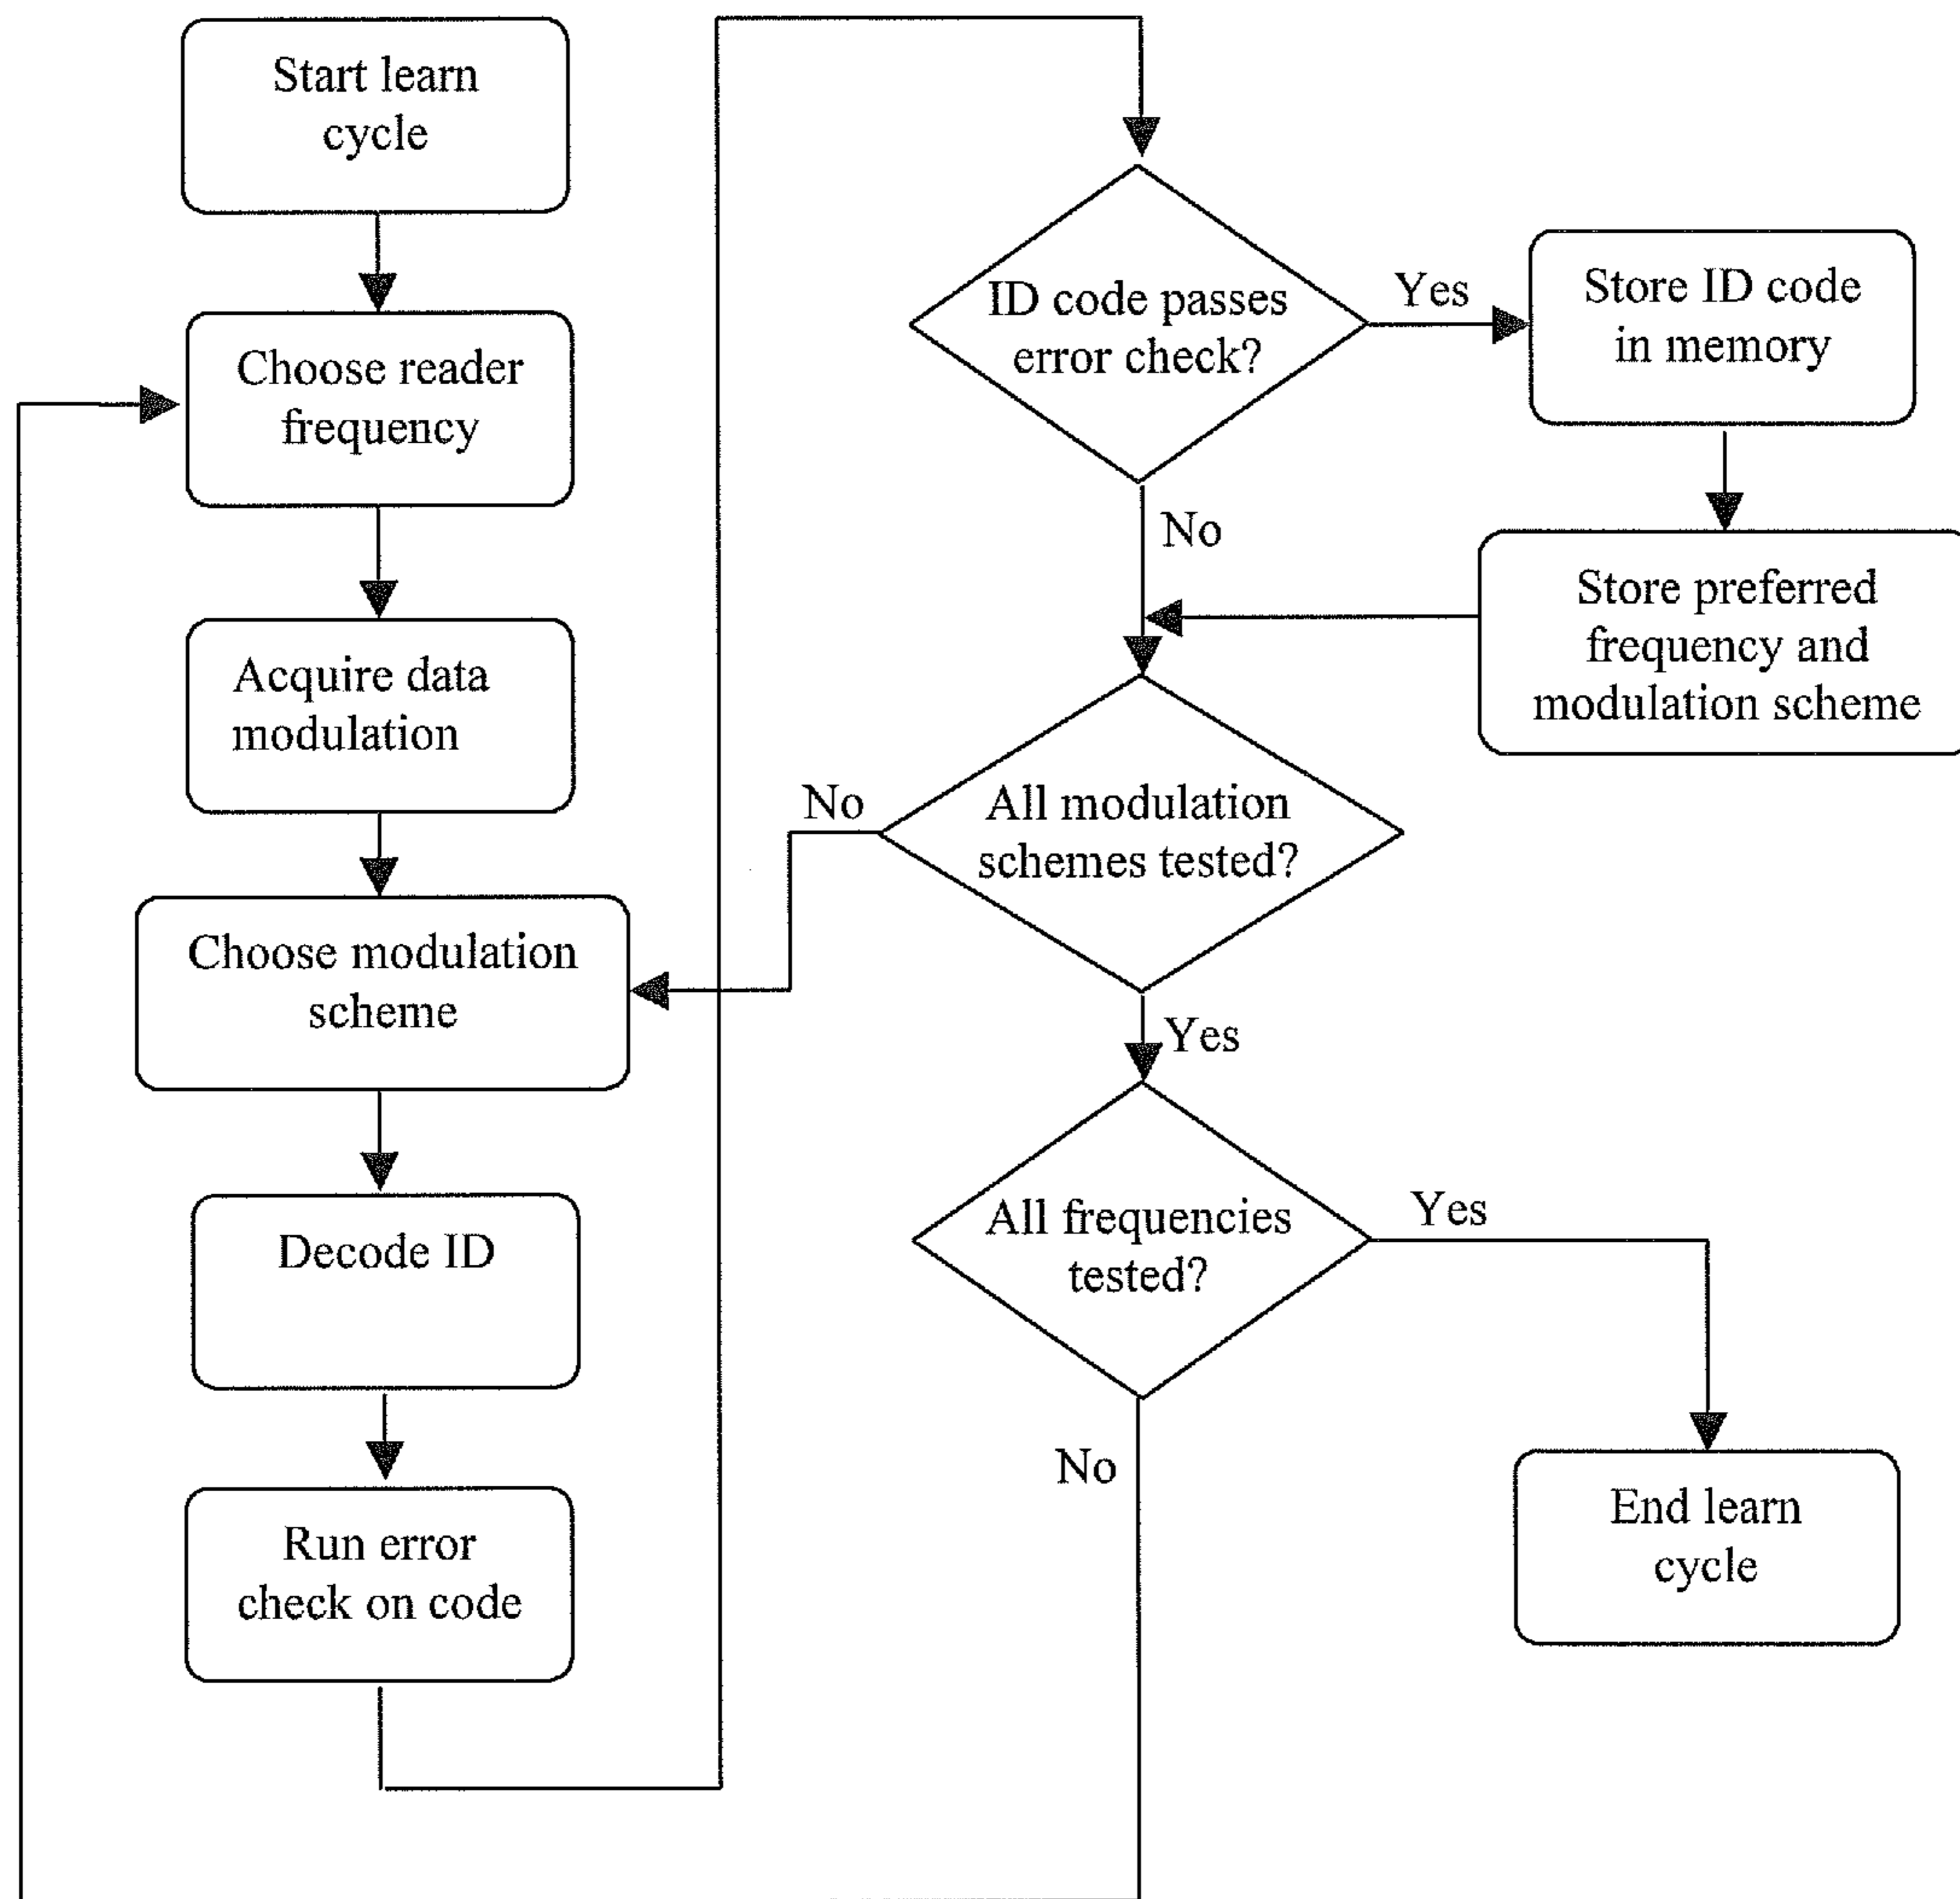 Start learn
cycle
Choose reader
frequency
Acquire data
modulation
Choose modulation
scheme
Decode ID
Run error
check on code
ID code passes
error check?
Yes
Store ID code
in memory
No
Store preferred
frequency and
modulation scheme
All modulation
schemes tested?
No
Yes
All frequencies
tested?
Yes
No
End learn
cycle